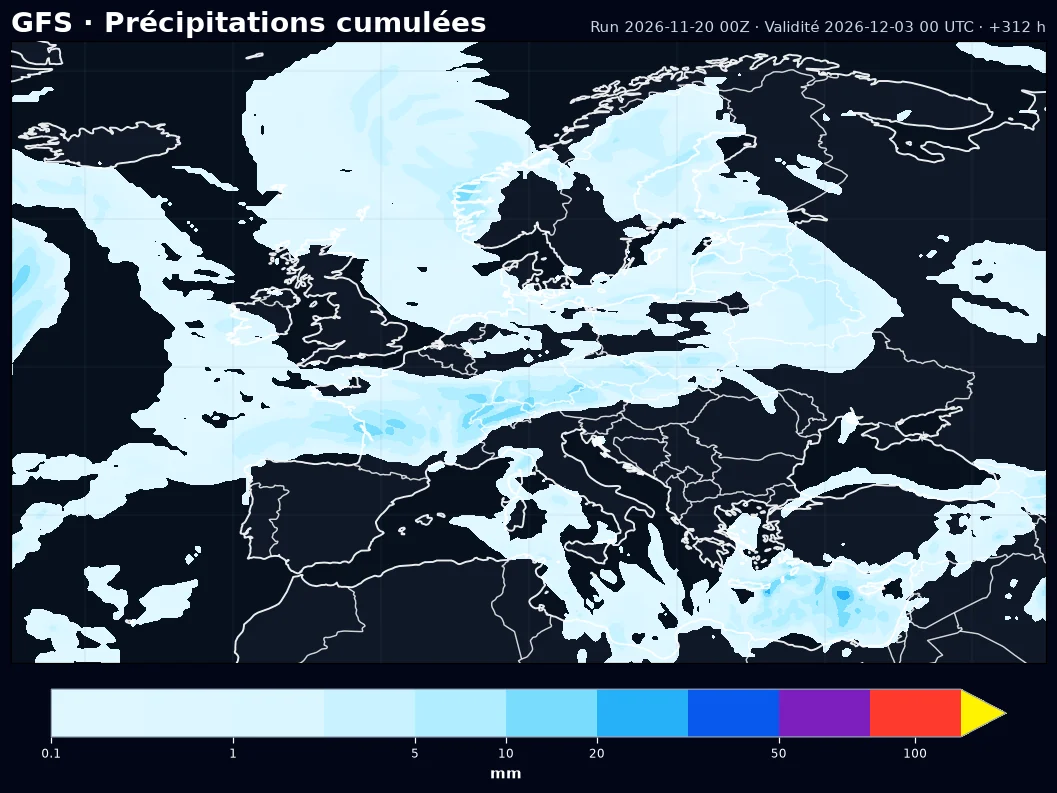 GFS · Précipitations cumulées
Run 2026-11-20 00Z · Validité 2026-12-03 00 UTC · +312 h
0.1 1 5 10 20 50 100
mm